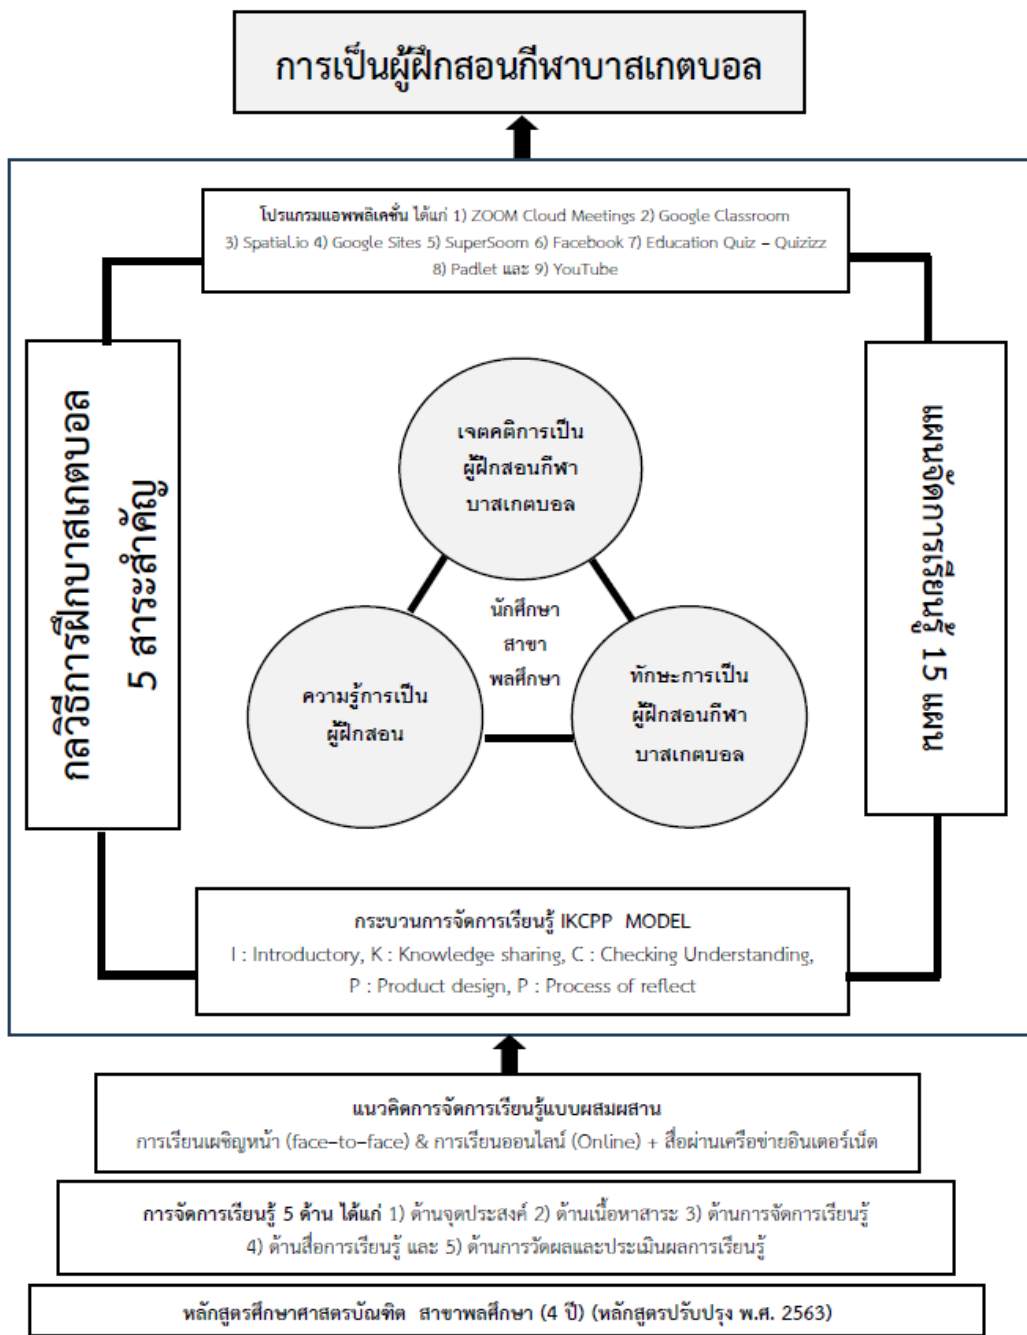 การเป็นผู้ฝึกสอนกีฬาบาสเกตบอล
โปรแกรมแอพพลิเคชั่น ได้แก่ 1) ZOOM Cloud Meetings 2) Google Classroom
3) Spatial.io 4) Google Sites 5) SuperSoom 6) Facebook 7) Education Quiz – Quizizz
8) Padlet และ 9) YouTube
กลวิธีการฝึกบาสเกตบอล
5 สาระสำคัญ
เจตคติการเป็น
ผู้ฝึกสอนกีฬา
บาสเกตบอล
นักศึกษา
สาขา
พลศึกษา
ความรู้การเป็น
ผู้ฝึกสอน
ทักษะการเป็น
ผู้ฝึกสอนกีฬา
บาสเกตบอล
แผนจัดการเรียนรู้ 15 แผน
กระบวนการจัดการเรียนรู้ IKCPP MODEL
I : Introductory, K : Knowledge sharing, C : Checking Understanding,
P : Product design, P : Process of reflect
แนวคิดการจัดการเรียนรู้แบบผสมผสาน
การเรียนเผชิญหน้า (face–to–face) & การเรียนออนไลน์ (Online) + สื่อผ่านเครือข่ายอินเตอร์เน็ต
การจัดการเรียนรู้ 5 ด้าน ได้แก่ 1) ด้านจุดประสงค์ 2) ด้านเนื้อหาสาระ 3) ด้านการจัดการเรียนรู้
4) ด้านสื่อการเรียนรู้ และ 5) ด้านการวัดผลและประเมินผลการเรียนรู้
หลักสูตรศึกษาศาสตรบัณฑิต สาขาพลศึกษา (4 ปี) (หลักสูตรปรับปรุง พ.ศ. 2563)